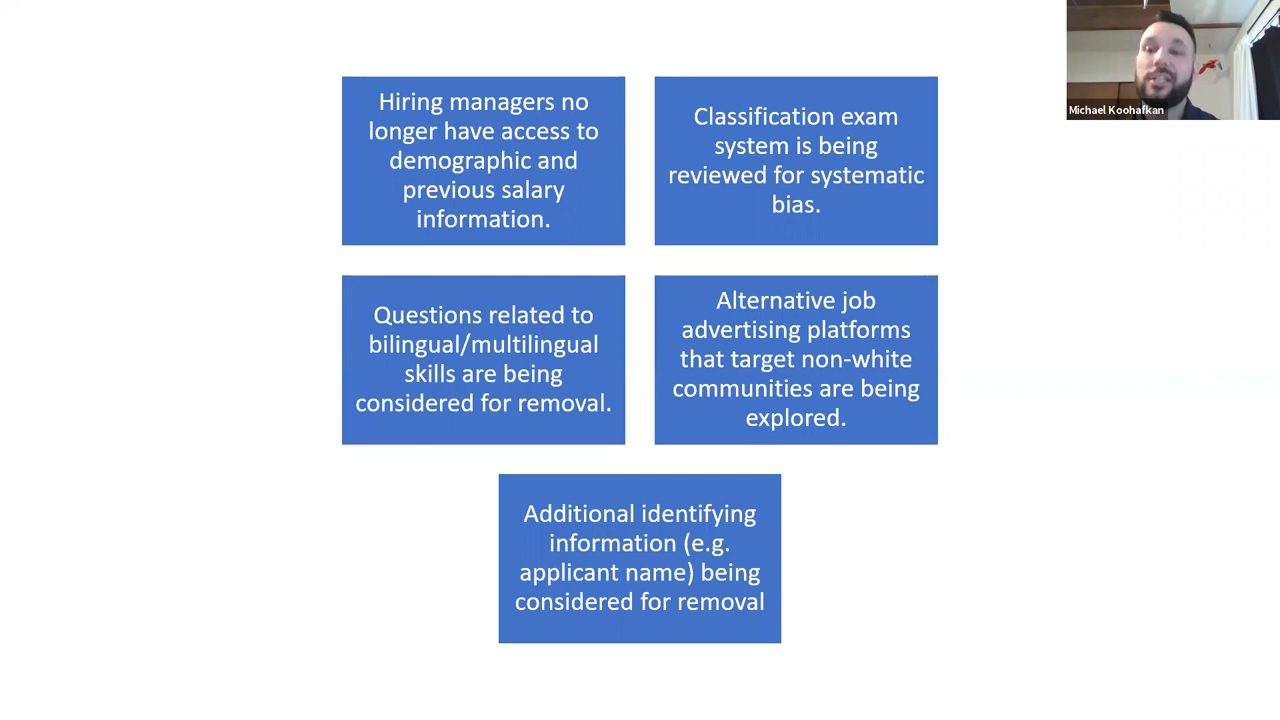 Hiring managers no
longer have access to
demographic and
previous salary
information.
Classification exam
system is being
reviewed for systematic
bias.
Questions related to
bilingual/multilingual
skills are being
considered for removal.
Alternative job
advertising platforms
that target non-white
communities are being
explored.
Additional identifying
information (e.g.
applicant name) being
considered for removal
Michael Koohafkan